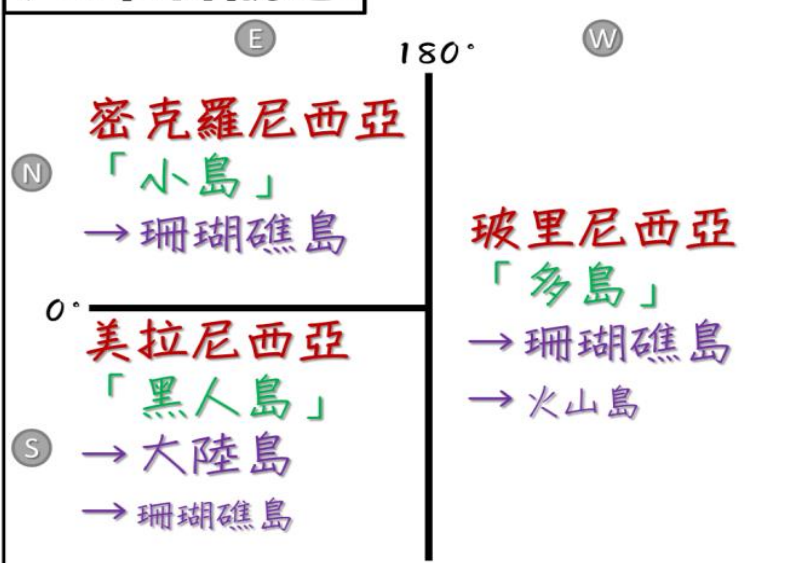 E
W
180°
密克羅尼西亞
N
「小島」
→珊瑚礁島
0°
美拉尼西亞
「黑人島」
S
→大陸島
→珊瑚礁島
玻里尼西亞
「多島」
→珊瑚礁島
→火山島